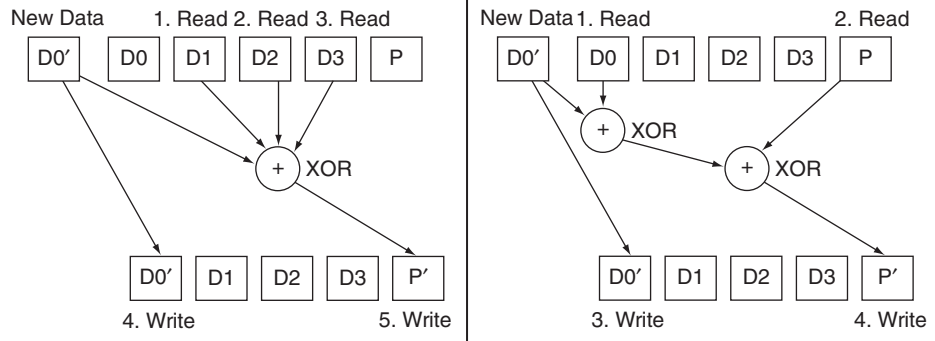 New Data 1. Read 2. Read 3. Read
D0′ D0 D1 D2 D3 P
+ XOR
D0′ D1 D2 D3 P′
4. Write 5. Write
New Data 1. Read 2. Read
D0′ D0 D1 D2 D3 P
+ XOR
+ XOR
D0′ D1 D2 D3 P′
3. Write 4. Write